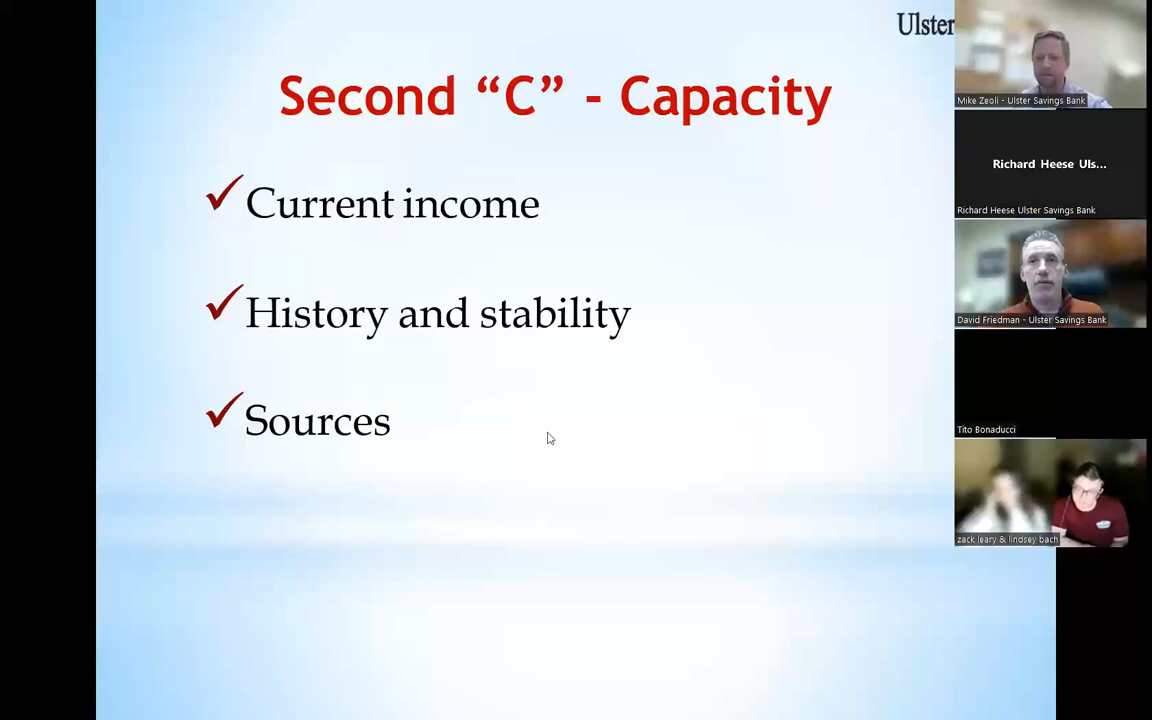 Ulster
Second “C” - Capacity
Current income
History and stability
Sources
Mike Zeoli - Ulster Savings Bank
Richard Heese Uls...
Richard Heese Ulster Savings Bank
David Friedman - Ulster Savings Bank
Tito Bonaducci
zack leary & lindsey bach